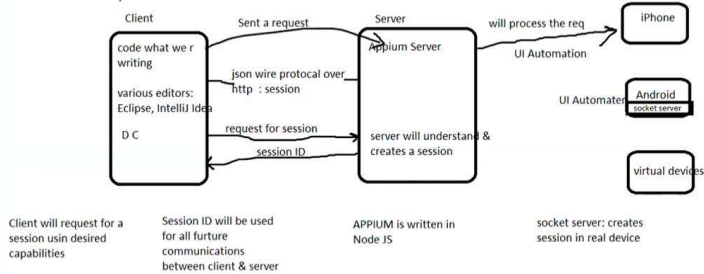 Client
Sent a request
Server
will process the req
iPhone
code what we r
writing
Appium Server
UI Automation
json wire protocal over
http : session
various editors:
Eclipse, IntelliJ Idea
UI Automater
Android
socket server
D C
request for session
server will understand &
creates a session
session ID
virtual devices
Client will request for a
session usin desired
capabilities
Session ID will be used
for all furture
communications
between client & server
APPIUM is written in
Node JS
socket server: creates
session in real device